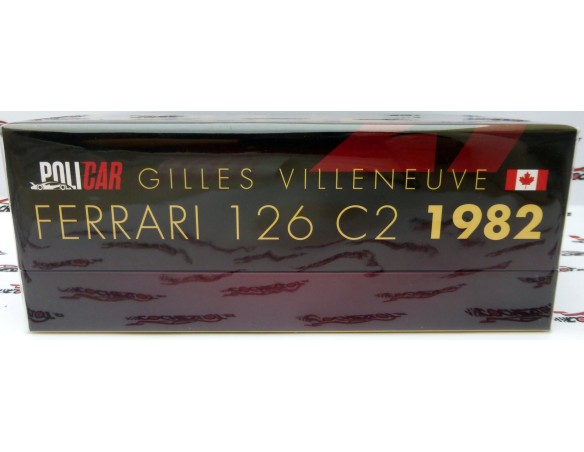 POLICAR GILLES VILLENEUVE
FERRARI 126 C2 1982